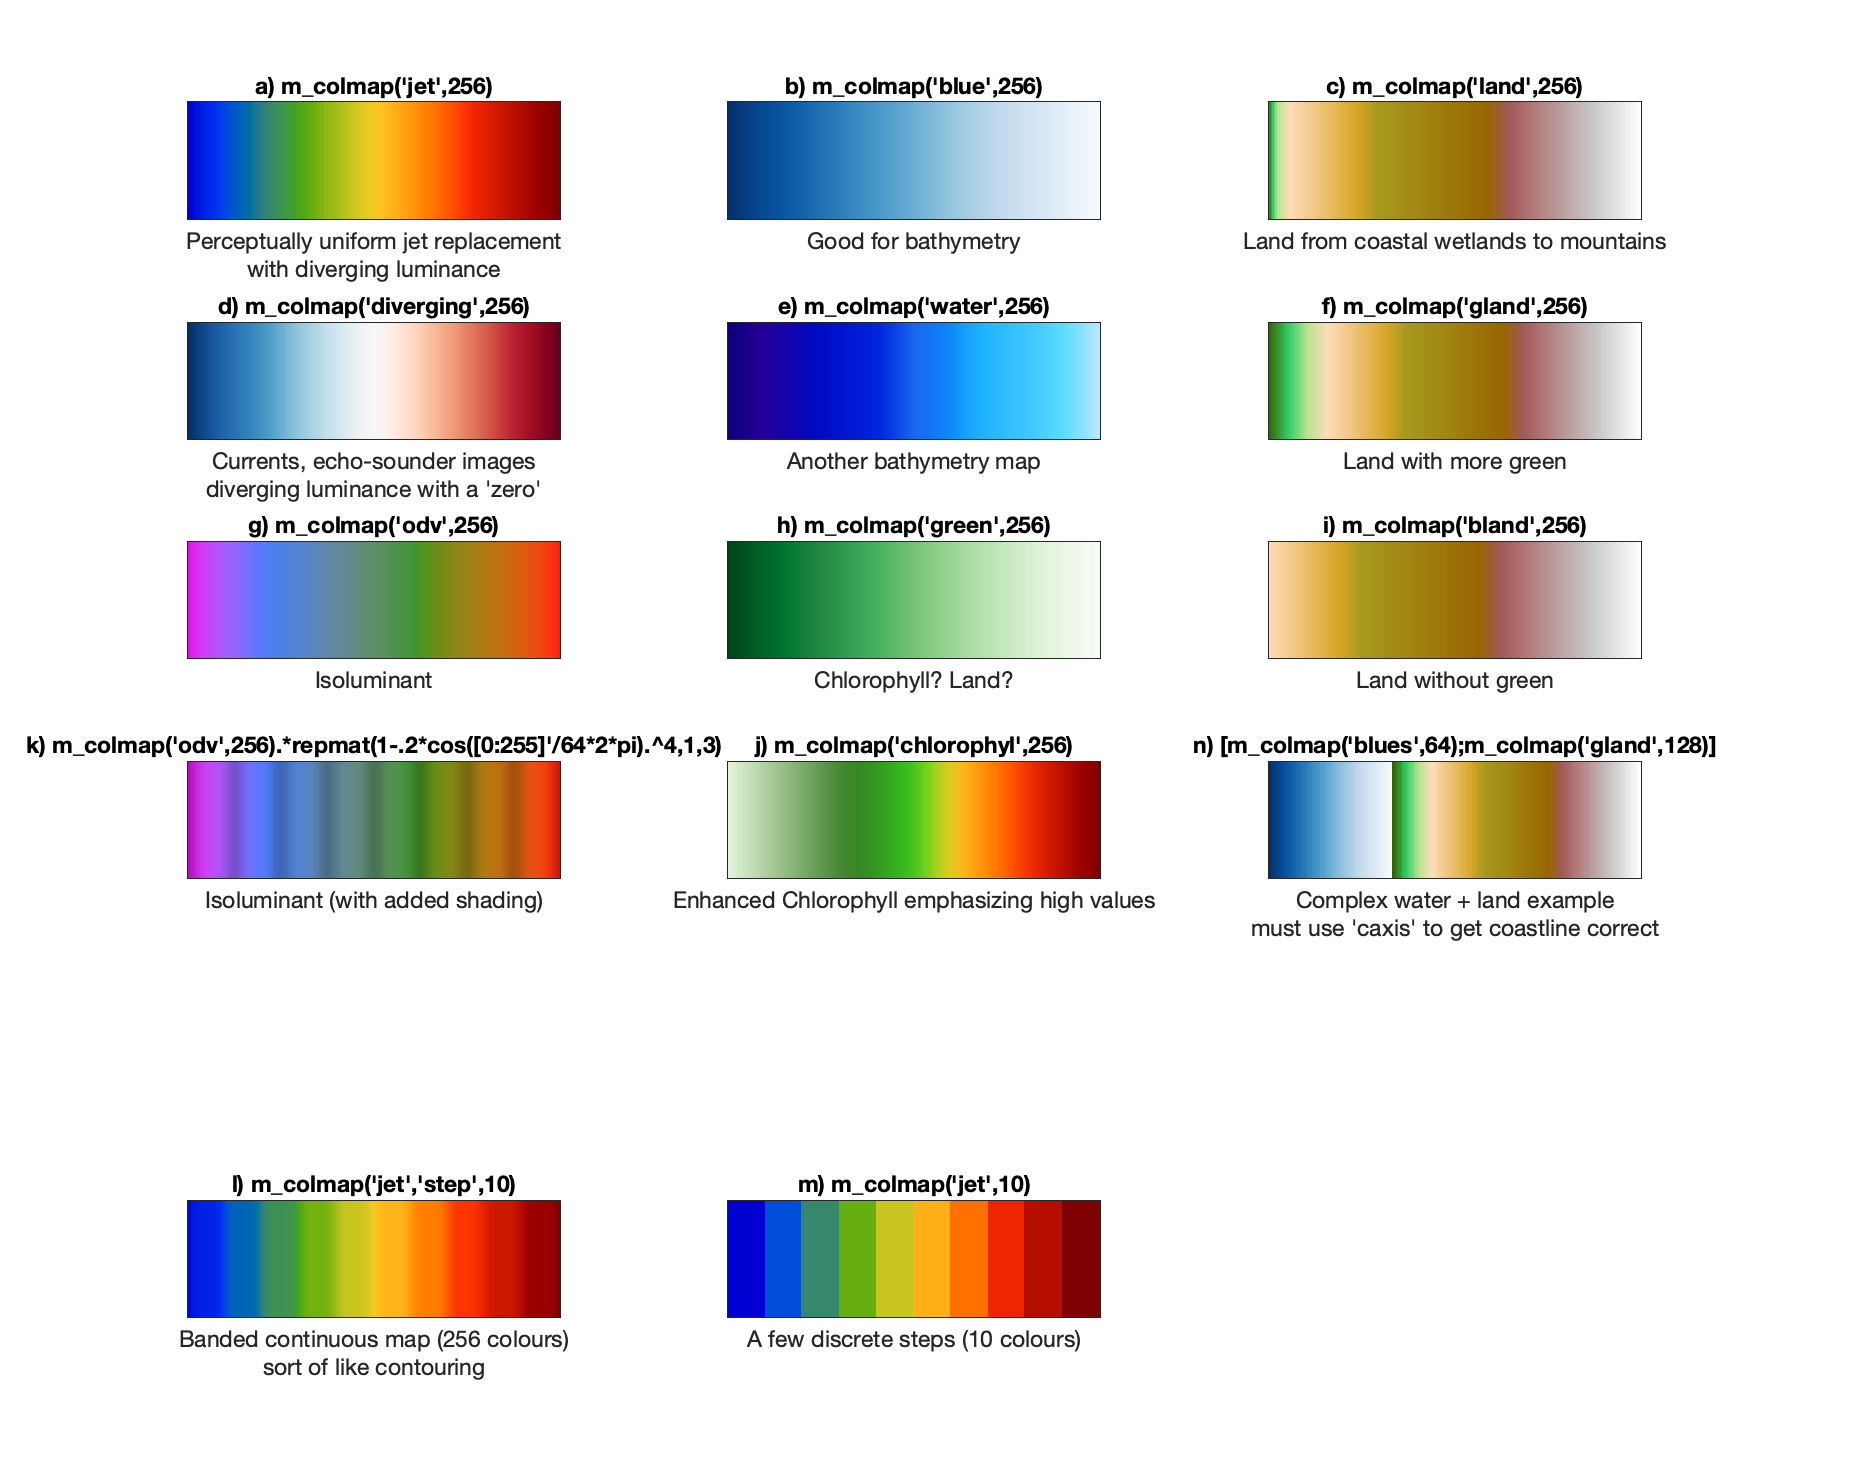 a) m_colmap('jet',256)
Perceptually uniform jet replacement
with diverging luminance
b) m_colmap('blue',256)
Good for bathymetry
c) m_colmap('land',256)
Land from coastal wetlands to mountains
d) m_colmap('diverging',256)
Currents, echo-sounder images
diverging luminance with a 'zero'
e) m_colmap('water',256)
Another bathymetry map
f) m_colmap('gland',256)
Land with more green
g) m_colmap('odv',256)
Isoluminant
h) m_colmap('green',256)
Chlorophyll? Land?
i) m_colmap('bland',256)
Land without green
k) m_colmap('odv',256).*repmat(1-.2*cos([0:255]'/64*2*pi).^4,1,3)
Isoluminant (with added shading)
j) m_colmap('chlorophyl',256)
Enhanced Chlorophyll emphasizing high values
n) [m_colmap('blues',64);m_colmap('gland',128)]
Complex water + land example
must use 'caxis' to get coastline correct
l) m_colmap('jet','step',10)
Banded continuous map (256 colours)
sort of like contouring
m) m_colmap('jet',10)
A few discrete steps (10 colours)